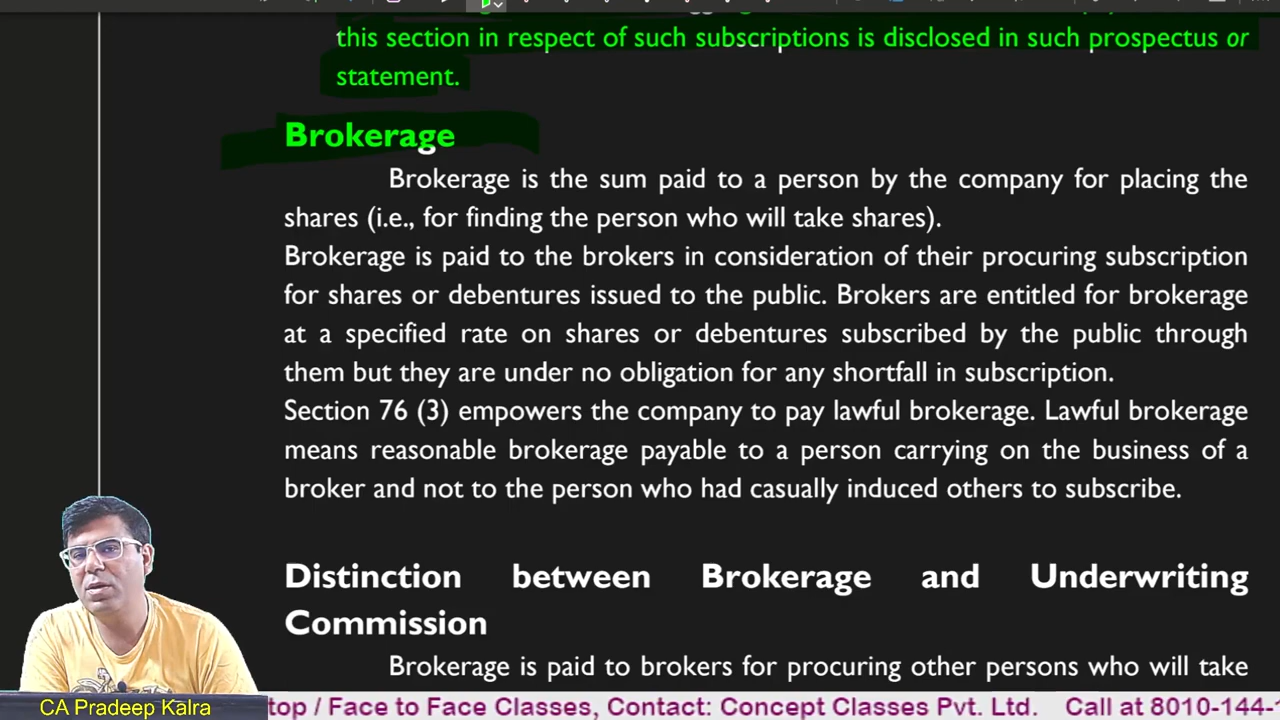 this section in respect of such subscriptions is disclosed in such prospectus or
statement.
Brokerage
Brokerage is the sum paid to a person by the company for placing the
shares (i.e., for finding the person who will take shares).
Brokerage is paid to the brokers in consideration of their procuring subscription
for shares or debentures issued to the public. Brokers are entitled for brokerage
at a specified rate on shares or debentures subscribed by the public through
them but they are under no obligation for any shortfall in subscription.
Section 76 (3) empowers the company to pay lawful brokerage. Lawful brokerage
means reasonable brokerage payable to a person carrying on the business of a
broker and not to the person who had casually induced others to subscribe.
Distinction between Brokerage and Underwriting
Commission
Brokerage is paid to brokers for procuring other persons who will take
CA Pradeep Kalra
top / Face to Face Classes, Contact: Concept Classes Pvt. Ltd. Call at 8010-144-